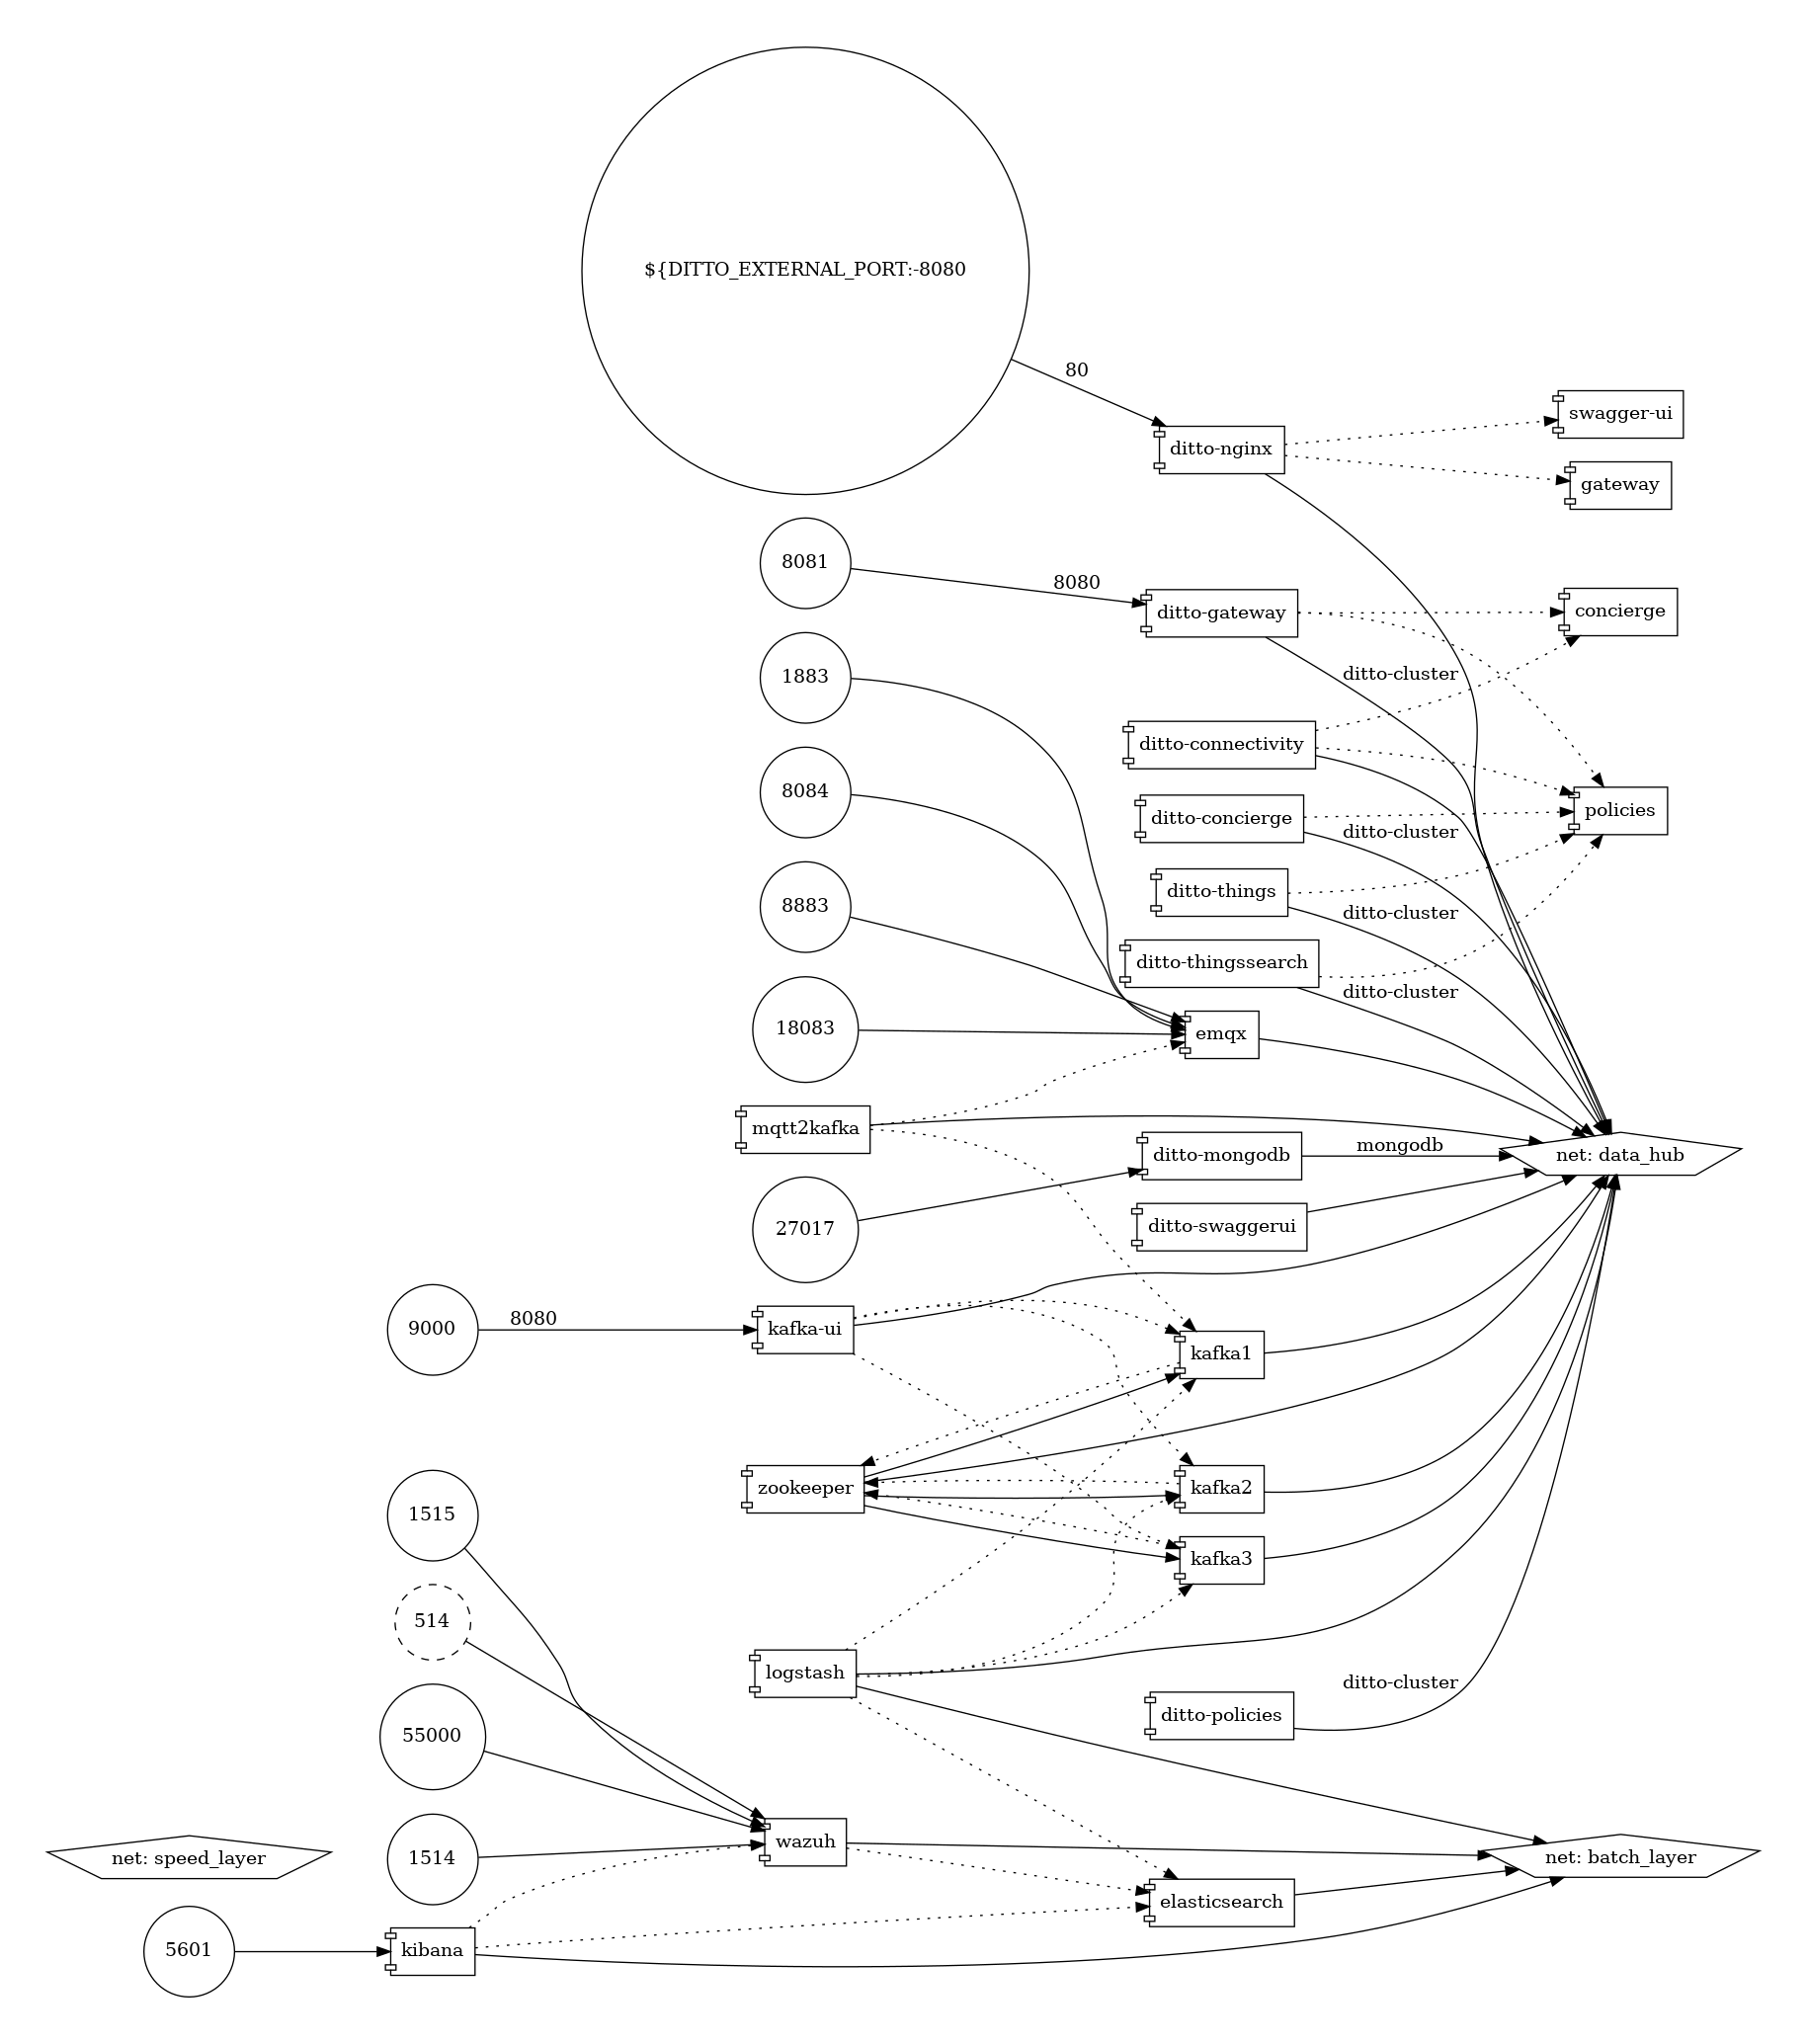 ${DITTO_EXTERNAL_PORT:-8080
80
swagger-ui
ditto-nginx
gateway
8081
8080
ditto-gateway
concierge
1883
ditto-cluster
ditto-connectivity
8084
policies
ditto-concierge
ditto-cluster
ditto-things
8883
ditto-cluster
ditto-thingssearch
ditto-cluster
18083
emqx
mqtt2kafka
ditto-mongodb
mongodb
net: data_hub
27017
ditto-swaggerui
9000
8080
kafka-ui
kafka1
zookeeper
kafka2
1515
kafka3
514
logstash
ditto-cluster
ditto-policies
55000
wazuh
net: speed_layer
1514
net: batch_layer
elasticsearch
5601
kibana